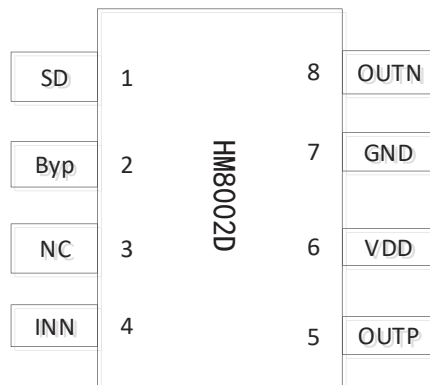 SD 1 8 OUTN
Byp 2 7 GND
HM8002D
NC 3 6 VDD
INN 4 5 OUTP